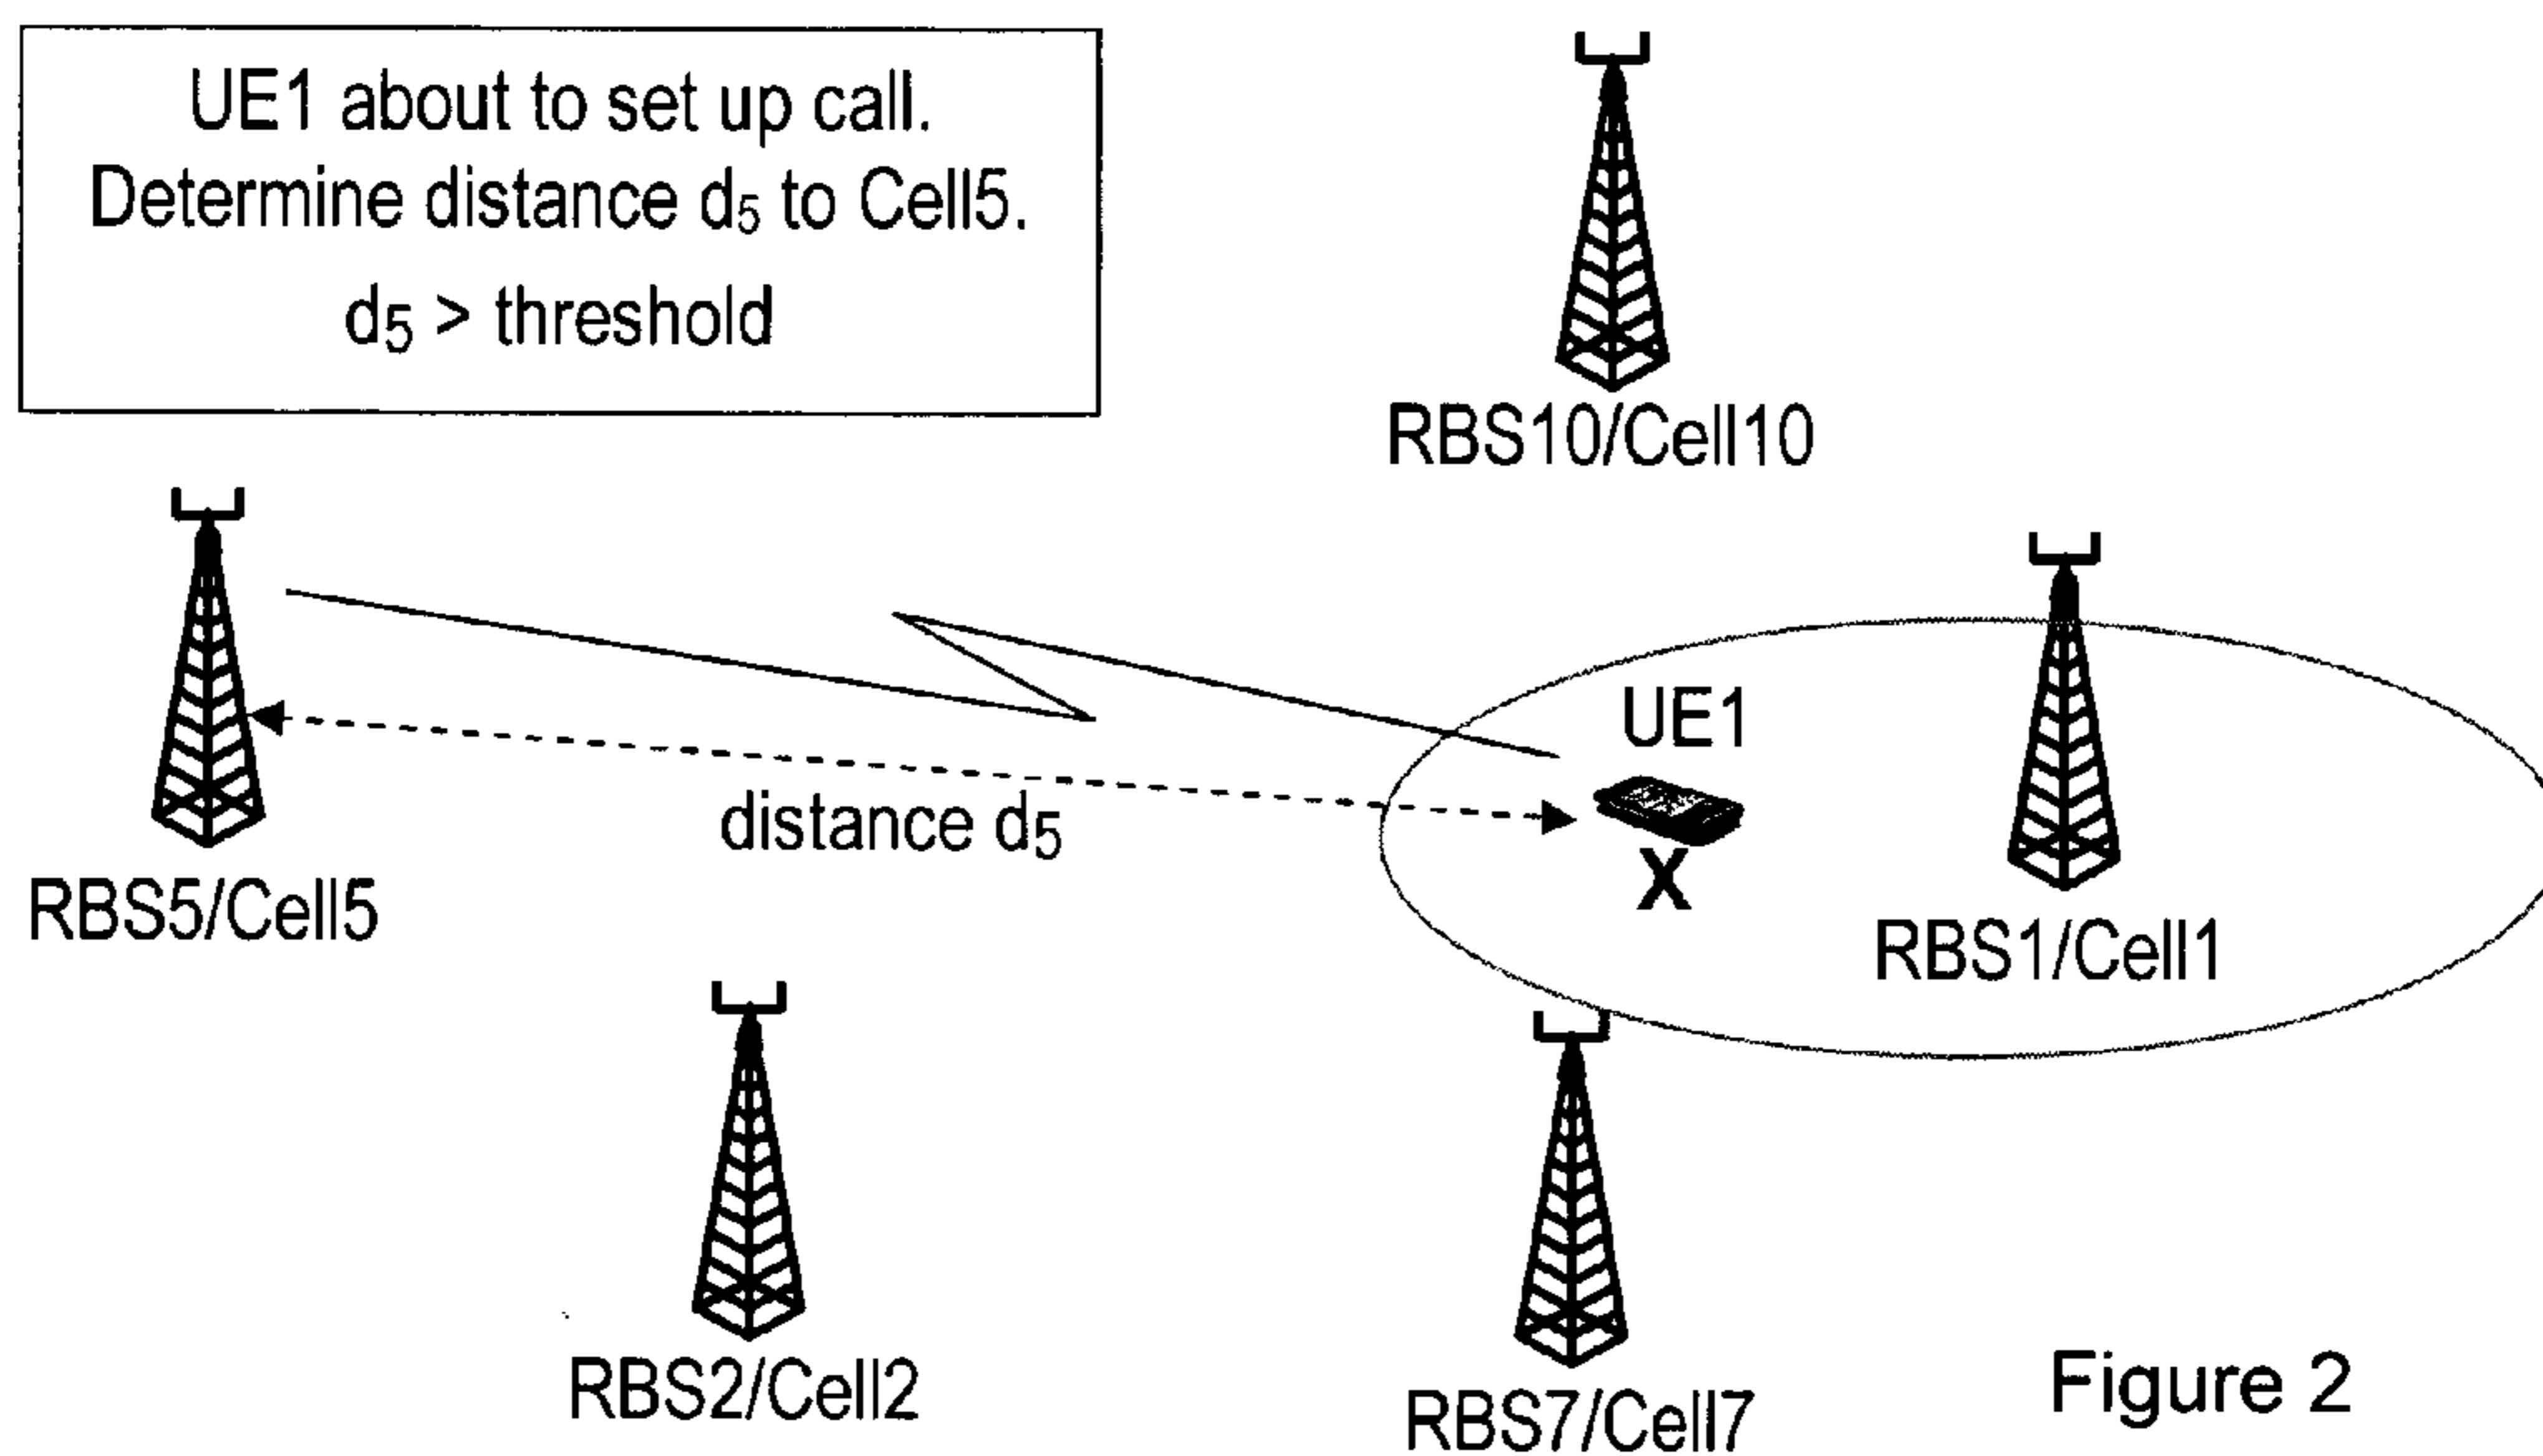 UE1 about to set up call.
Determine distance d5 to Cell5.
d5 > threshold
RBS10/Cell10
UE1
distance d5
X
RBS5/Cell5
RBS1/Cell1
RBS2/Cell2
RBS7/Cell7
Figure 2